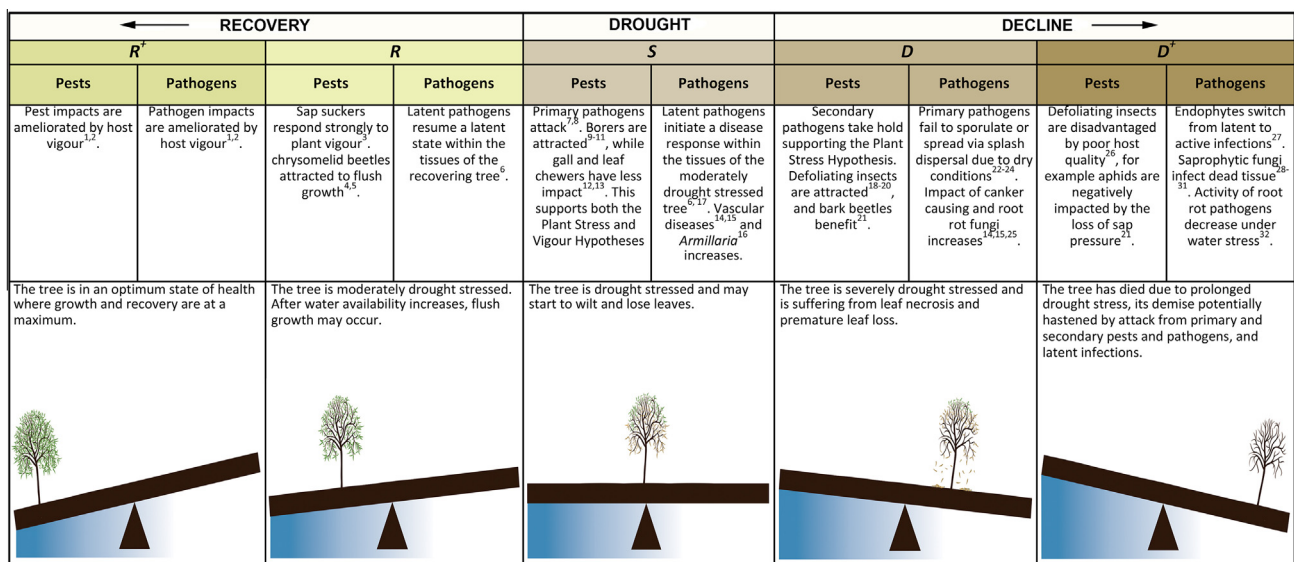 RECOVERY
DROUGHT
DECLINE
R+
R
S
D
D+
Pests
Pathogens
Pests
Pathogens
Pests
Pathogens
Pests
Pathogens
Pests
Pathogens
Pest impacts are
ameliorated by host
vigour1,2.
Pathogen impacts
are ameliorated by
host vigour1,2.
Sap suckers
respond strongly to
plant vigour3.
chrysomelid beetles
attracted to flush
growth4,5.
Latent pathogens
resume a latent
state within the
tissues of the
recovering tree6.
Primary pathogens
attack7,8. Borers are
attracted9-11, while
gall and leaf
chewers have less
impact12,13. This
supports both the
Plant Stress and
Vigour Hypotheses
Latent pathogens
initiate a disease
response within the
tissues of the
moderately
drought stressed
tree6, 17. Vascular
diseases14,15 and
Armillaria16
increases.
Secondary
pathogens take hold
supporting the Plant
Stress Hypothesis.
Defoliating insects
are attracted18-20,
and bark beetles
benefit21.
Primary pathogens
fail to sporulate or
spread via splash
dispersal due to dry
conditions22-24.
Impact of canker
causing and root
rot fungi
increases14,15,25.
Defoliating insects
are disadvantaged
by poor host
quality26, for
example aphids are
negatively
impacted by the
loss of sap
pressure21.
Endophytes switch
from latent to
active infections27.
Saprophytic fungi
infect dead tissue28-
31. Activity of root
rot pathogens
decrease under
water stress32.
The tree is in an optimum state of health
where growth and recovery are at a
maximum.
The tree is moderately drought stressed.
After water availability increases, flush
growth may occur.
The tree is drought stressed and may
start to wilt and lose leaves.
The tree is severely drought stressed and
is suffering from leaf necrosis and
premature leaf loss.
The tree has died due to prolonged
drought stress, its demise potentially
hastened by attack from primary and
secondary pests and pathogens, and
latent infections.